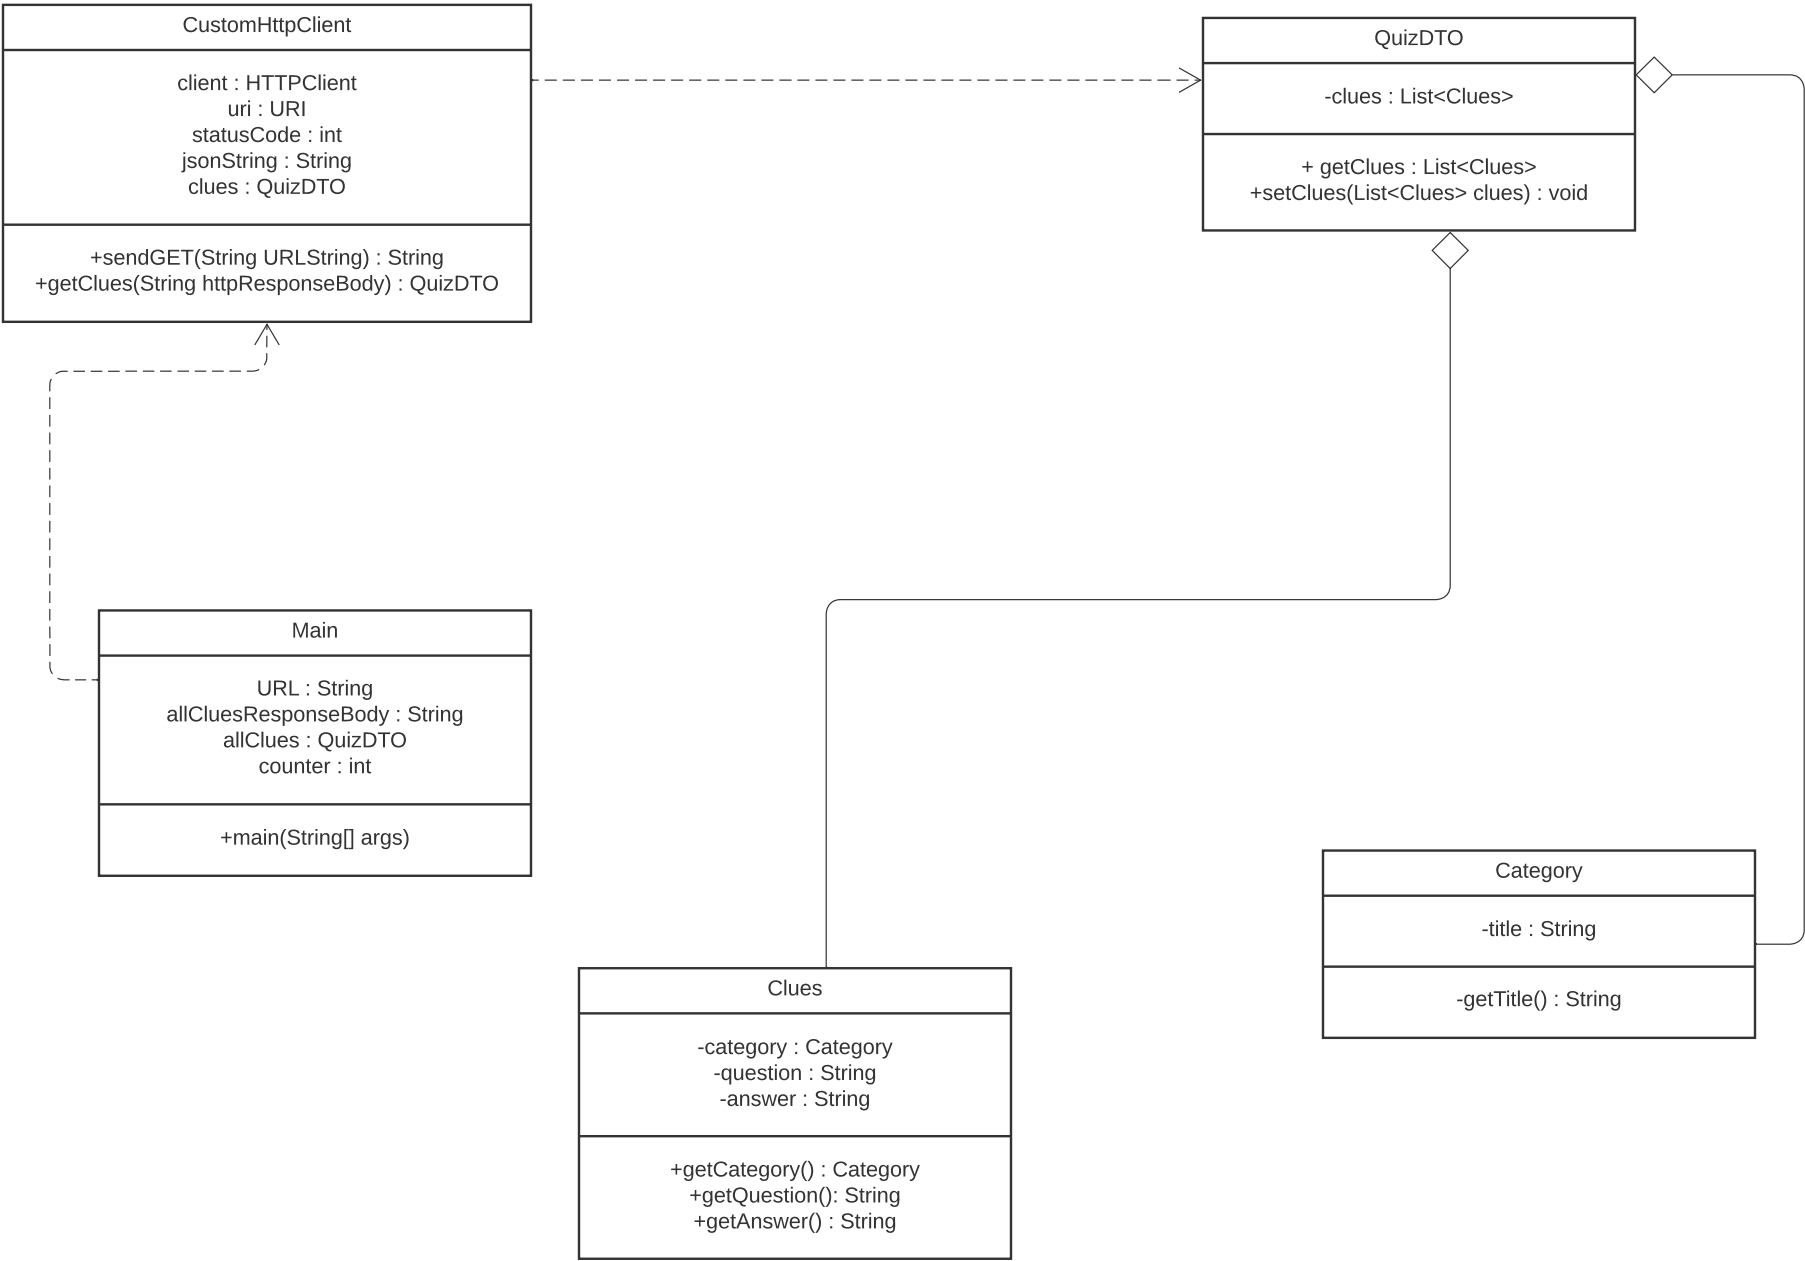 CustomHttpClient
client : HTTPClient
uri : URI
statusCode : int
jsonString : String
clues : QuizDTO
+sendGET(String URLString) : String
+getClues(String httpResponseBody) : QuizDTO
QuizDTO
-clues : List<Clues>
+ getClues : List<Clues>
+setClues(List<Clues> clues) : void
Main
URL : String
allCluesResponseBody : String
allClues : QuizDTO
counter : int
+main(String[] args)
Category
-title : String
-getTitle() : String
Clues
-category : Category
-question : String
-answer : String
+getCategory() : Category
+getQuestion(): String
+getAnswer() : String